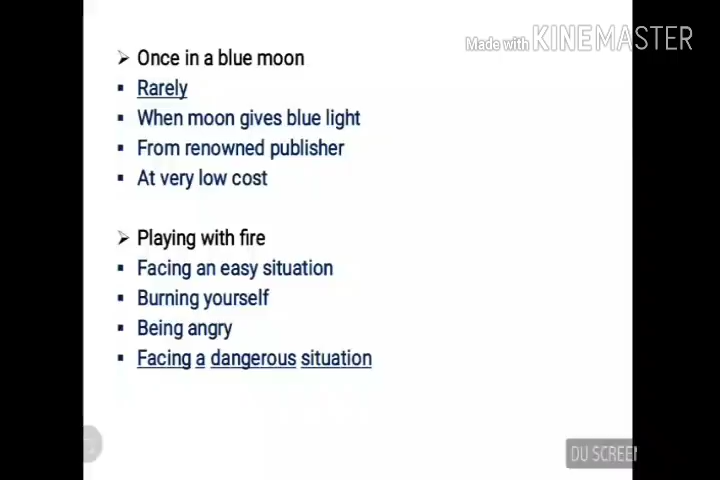 Made with KINEMASTER
➢ Once in a blue moon
▪ Rarely
▪ When moon gives blue light
▪ From renowned publisher
▪ At very low cost
➢ Playing with fire
▪ Facing an easy situation
▪ Burning yourself
▪ Being angry
▪ Facing a dangerous situation
DU SCREE